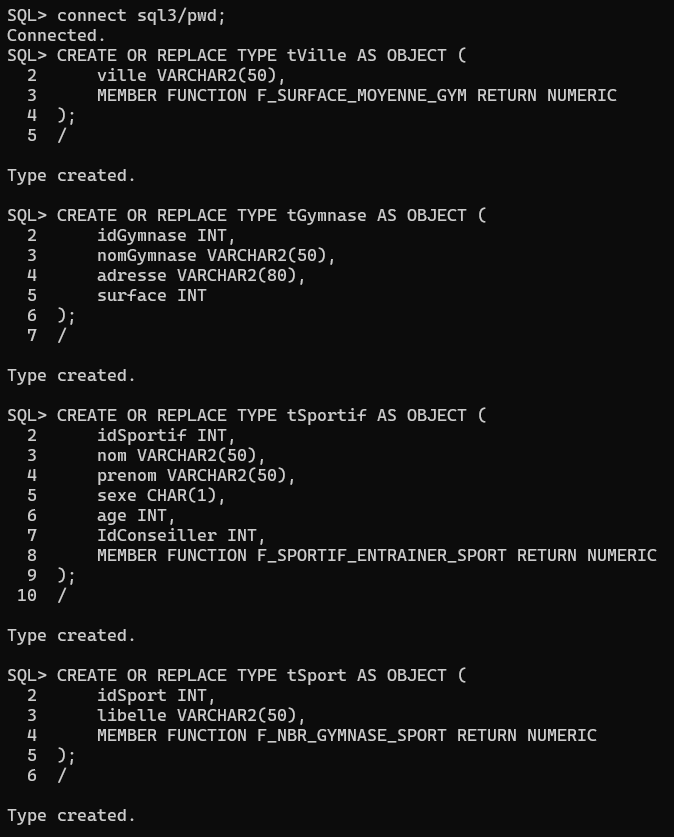 SQL> connect sql3/pwd;
Connected.
SQL> CREATE OR REPLACE TYPE tVille AS OBJECT (
  2      ville VARCHAR2(50),
  3      MEMBER FUNCTION F_SURFACE_MOYENNE_GYM RETURN NUMERIC
  4  );
  5  /

Type created.

SQL> CREATE OR REPLACE TYPE tGymnase AS OBJECT (
  2      idGymnase INT,
  3      nomGymnase VARCHAR2(50),
  4      adresse VARCHAR2(80),
  5      surface INT
  6  );
  7  /

Type created.

SQL> CREATE OR REPLACE TYPE tSportif AS OBJECT (
  2      idSportif INT,
  3      nom VARCHAR2(50),
  4      prenom VARCHAR2(50),
  5      sexe CHAR(1),
  6      age INT,
  7      IdConseiller INT,
  8      MEMBER FUNCTION F_SPORTIF_ENTRAINER_SPORT RETURN NUMERIC
  9  );
 10  /

Type created.

SQL> CREATE OR REPLACE TYPE tSport AS OBJECT (
  2      idSport INT,
  3      libelle VARCHAR2(50),
  4      MEMBER FUNCTION F_NBR_GYMNASE_SPORT RETURN NUMERIC
  5  );
  6  /

Type created.